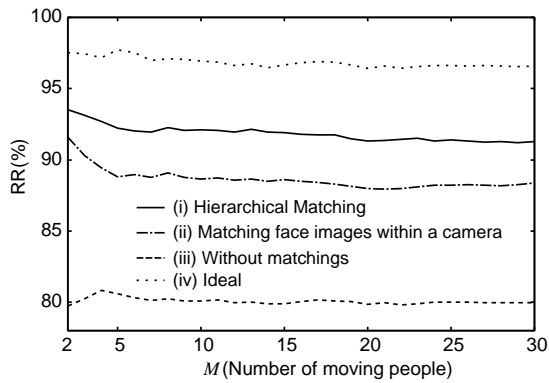 100
95
90
85
80
RR(%)
(i) Hierarchical Matching
(ii) Matching face images within a camera
(iii) Without matchings
(iv) Ideal
2 5 10 15 20 25 30
M(Number of moving people)